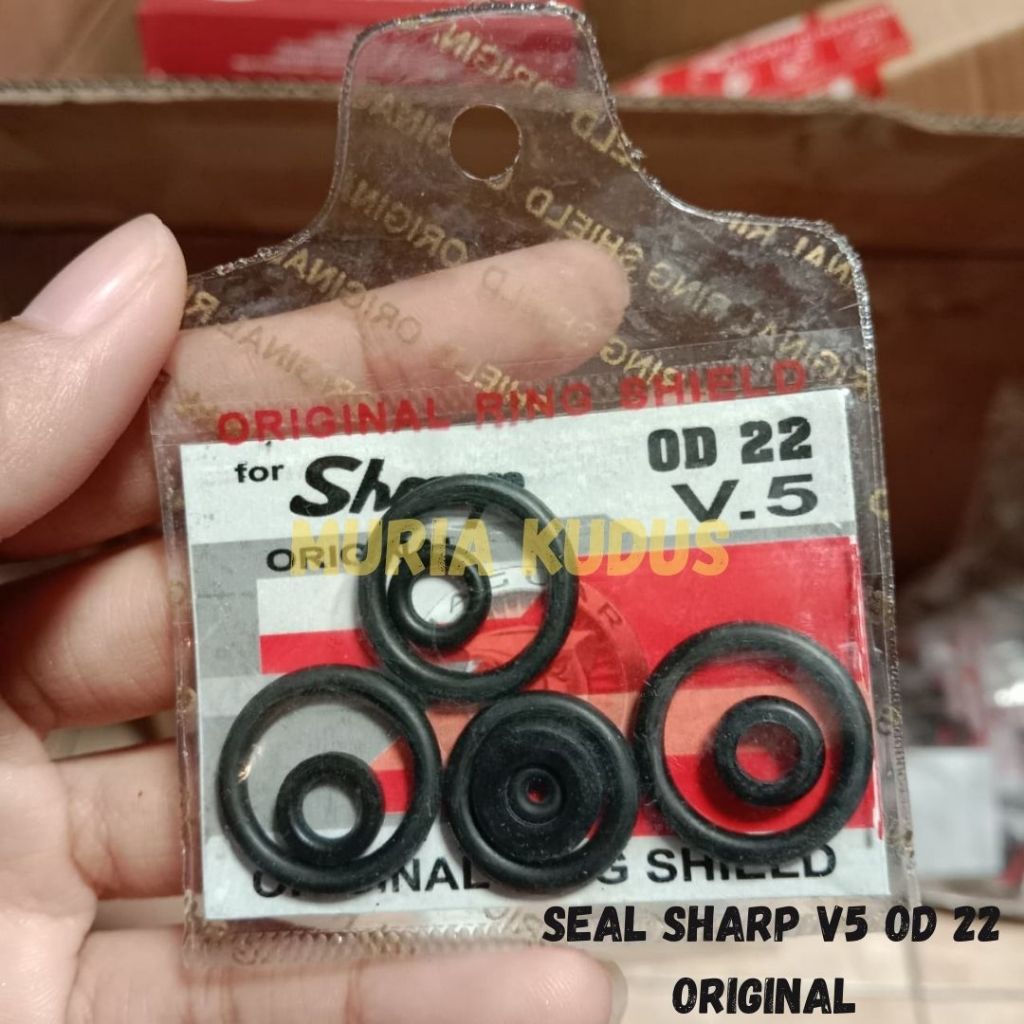 ORIGINAL RING SHIELD
for Sharp
OD 22
V.5
MURIA KUDUS
ORIGINAL RING SHIELD
SEAL SHARP V5 OD 22
ORIGINAL